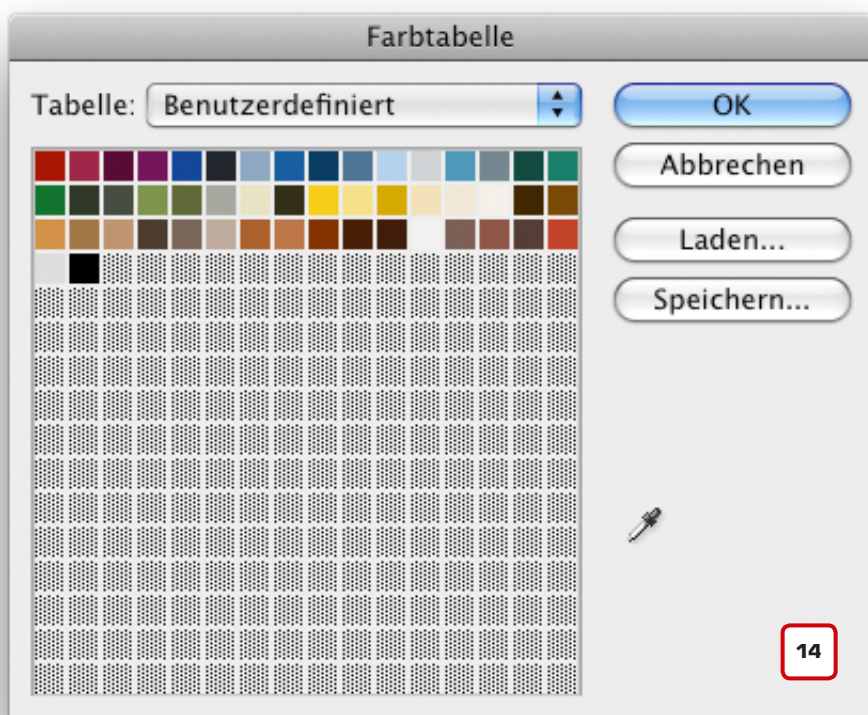 Farbtabelle
Tabelle: Benutzerdefiniert
OK
Abbrechen
Laden...
Speichern...
14